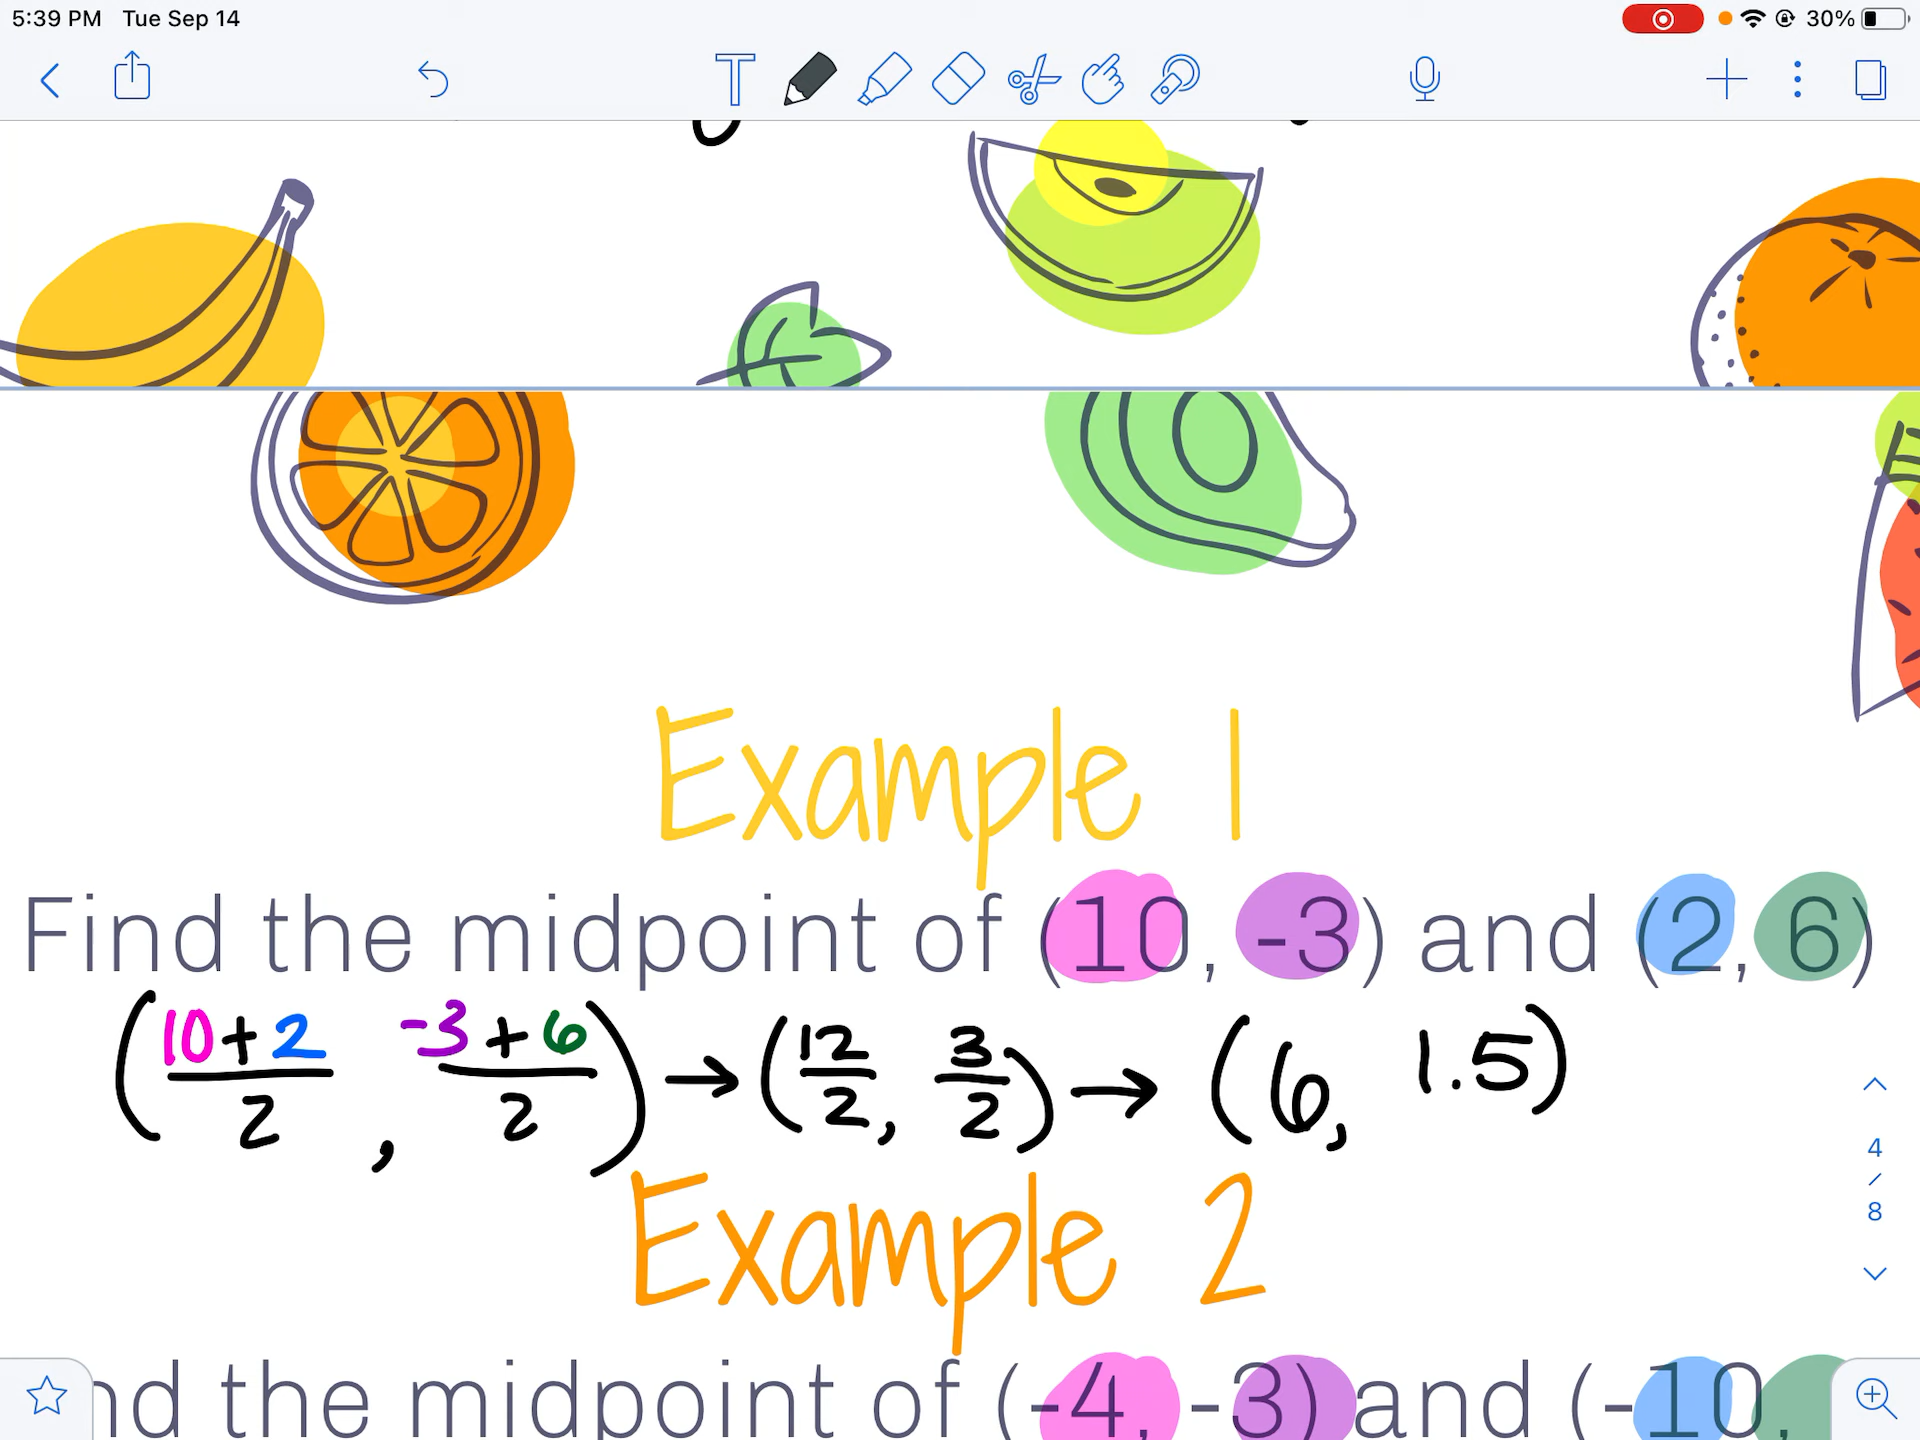 5:39 PM Tue Sep 14
30%
T
Example 1
Find the midpoint of (10, -3) and (2, 6)
(10+2/2, -3+6/2) → (12/2, 3/2) → (6, 1.5)
4
/
8
Example 2
nd the midpoint of (-4, -3) and (-10,